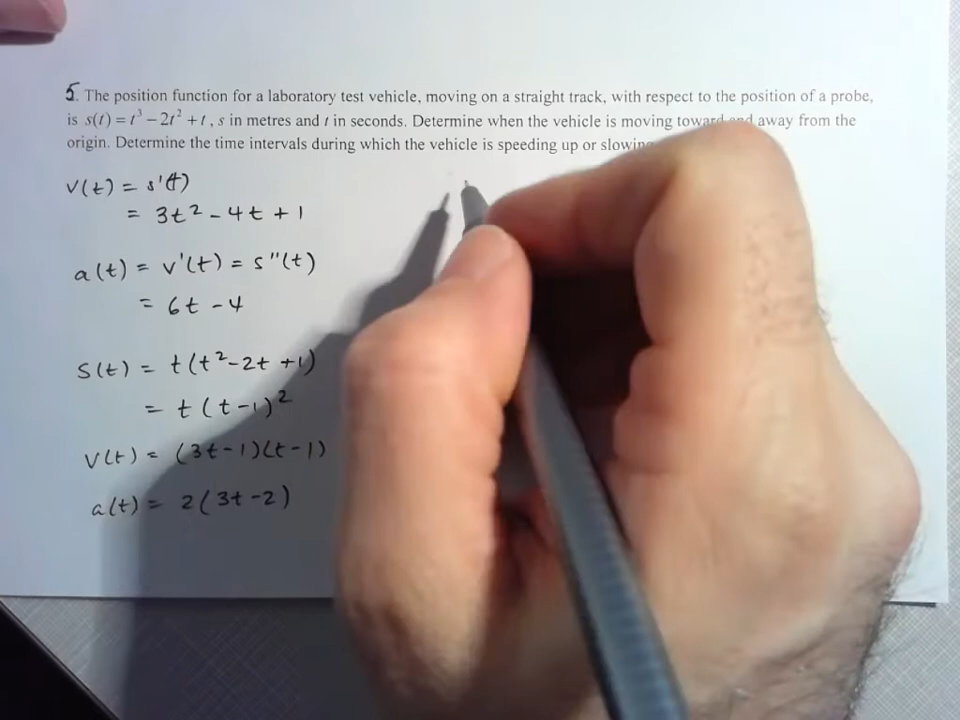 5. The position function for a laboratory test vehicle, moving on a straight track, with respect to the position of a probe,
is s(t) = t³ – 2t² + t, s in metres and t in seconds. Determine when the vehicle is moving toward and away from the
origin. Determine the time intervals during which the vehicle is speeding up or slowing
v(t) = s'(t)
= 3t² - 4t + 1
a(t) = v'(t) = s"(t)
= 6t - 4
s(t) = t(t²-2t +1)
= t(t-1)²
v(t) = (3t-1)(t-1)
a(t) = 2(3t-2)